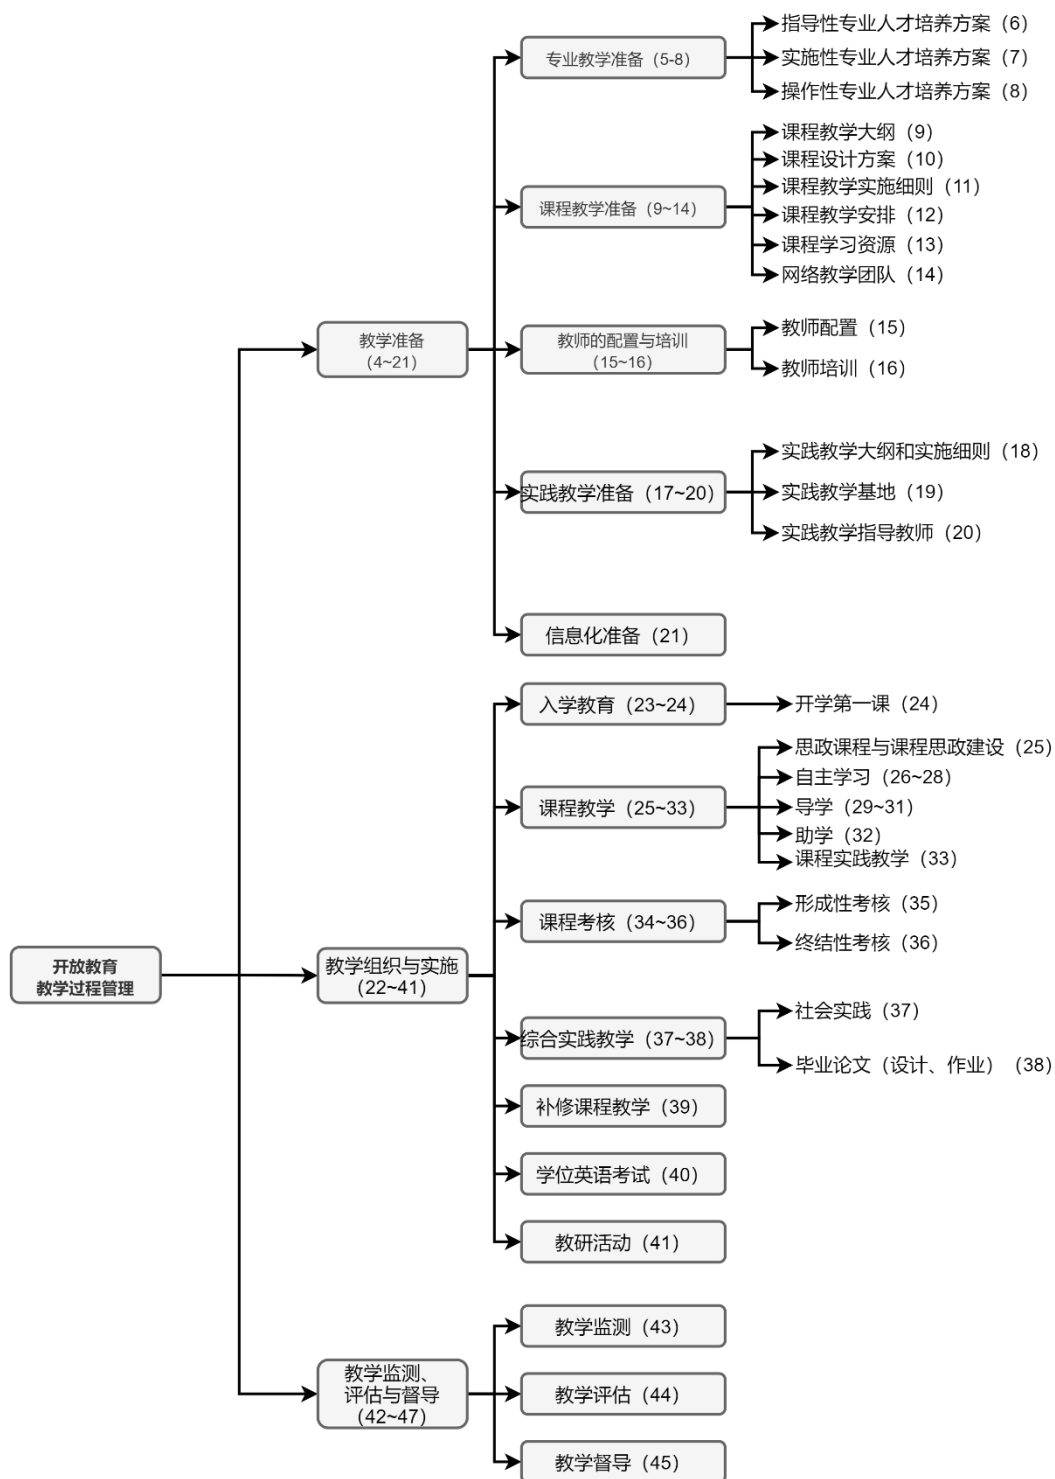 指导性专业人才培养方案（6）
专业教学准备（5-8）
实施性专业人才培养方案（7）
操作性专业人才培养方案（8）
课程教学大纲（9）
课程设计方案（10）
课程教学实施细则（11）
课程教学准备（9~14）
课程教学安排（12）
课程学习资源（13）
网络教学团队（14）
教学准备
（4~21）
教师的配置与培训
（15~16）
教师配置（15）
教师培训（16）
实践教学大纲和实施细则（18）
实践教学准备（17~20）
实践教学基地（19）
实践教学指导教师（20）
信息化准备（21）
入学教育（23~24）
开学第一课（24）
思政课程与课程思政建设（25）
自主学习（26~28）
课程教学（25~33）
导学（29~31）
助学（32）
课程实践教学（33）
形成性考核（35）
课程考核（34~36）
终结性考核（36）
开放教育
教学过程管理
教学组织与实施
（22~41）
社会实践（37）
综合实践教学（37~38）
毕业论文（设计、作业）（38）
补修课程教学（39）
学位英语考试（40）
教研活动（41）
教学监测（43）
教学监测、
评估与督导
（42~47）
教学评估（44）
教学督导（45）